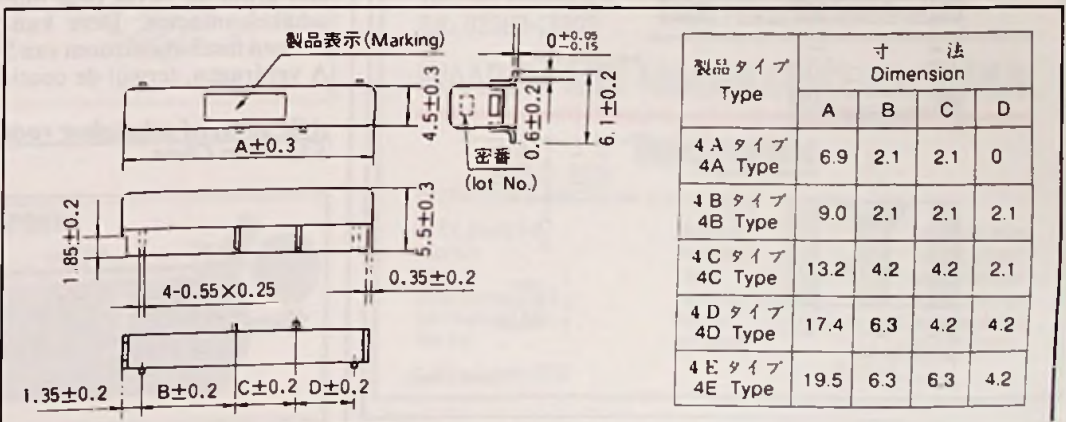 製品表示(Marking)
A±0.3
4.5±0.3
0+0.05-0.15
0.6±0.2
6.1±0.2
密番
(lot No.)
1.85±0.2
5.5±0.3
4-0.55×0.25
0.35±0.2
1.35±0.2
B±0.2
C±0.2
D±0.2
製品タイプ
Type
寸 法
Dimension
A B C D
4Aタイプ
4A Type
6.9 2.1 2.1 0
4Bタイプ
4B Type
9.0 2.1 2.1 2.1
4Cタイプ
4C Type
13.2 4.2 4.2 2.1
4Dタイプ
4D Type
17.4 6.3 4.2 4.2
4Eタイプ
4E Type
19.5 6.3 6.3 4.2